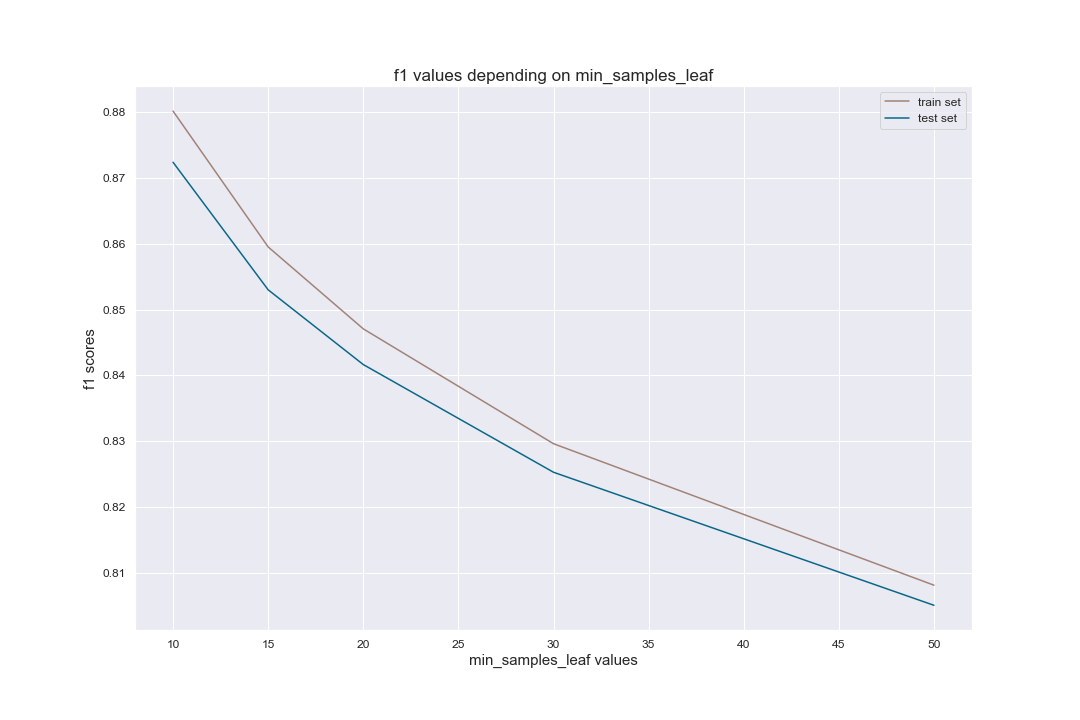 f1 values depending on min_samples_leaf
train set
test set
0.88
0.87
0.86
0.85
0.84
0.83
0.82
0.81
f1 scores
10 15 20 25 30 35 40 45 50
min_samples_leaf values